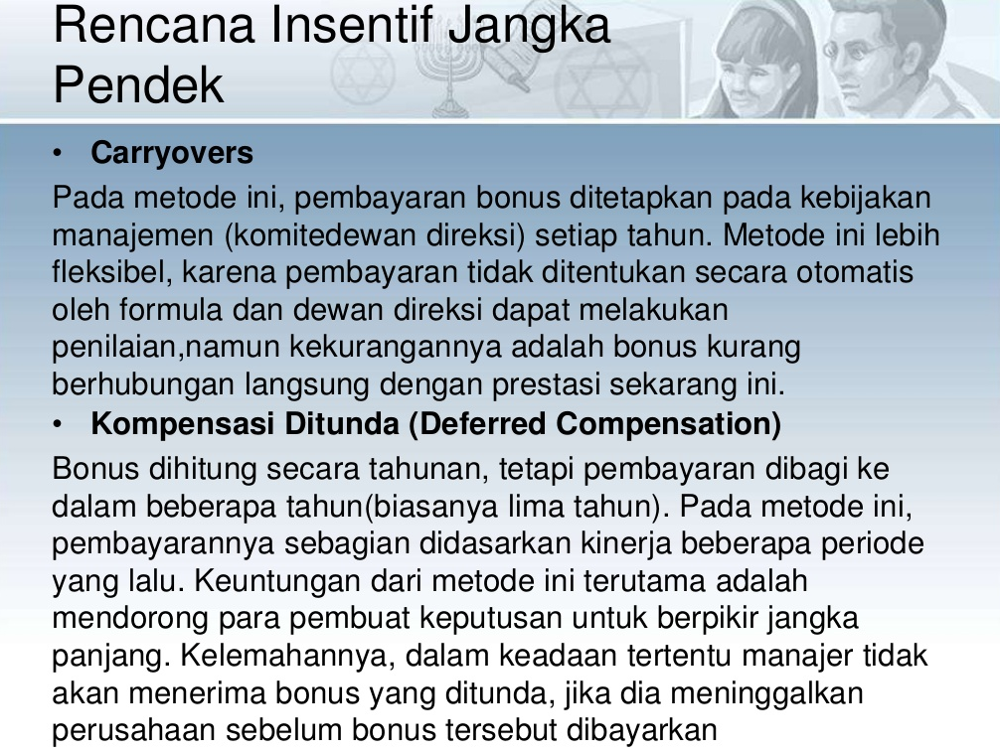 Rencana Insentif Jangka
Pendek
• Carryovers
Pada metode ini, pembayaran bonus ditetapkan pada kebijakan
manajemen (komitedewan direksi) setiap tahun. Metode ini lebih
fleksibel, karena pembayaran tidak ditentukan secara otomatis
oleh formula dan dewan direksi dapat melakukan
penilaian,namun kekurangannya adalah bonus kurang
berhubungan langsung dengan prestasi sekarang ini.
• Kompensasi Ditunda (Deferred Compensation)
Bonus dihitung secara tahunan, tetapi pembayaran dibagi ke
dalam beberapa tahun(biasanya lima tahun). Pada metode ini,
pembayarannya sebagian didasarkan kinerja beberapa periode
yang lalu. Keuntungan dari metode ini terutama adalah
mendorong para pembuat keputusan untuk berpikir jangka
panjang. Kelemahannya, dalam keadaan tertentu manajer tidak
akan menerima bonus yang ditunda, jika dia meninggalkan
perusahaan sebelum bonus tersebut dibayarkan